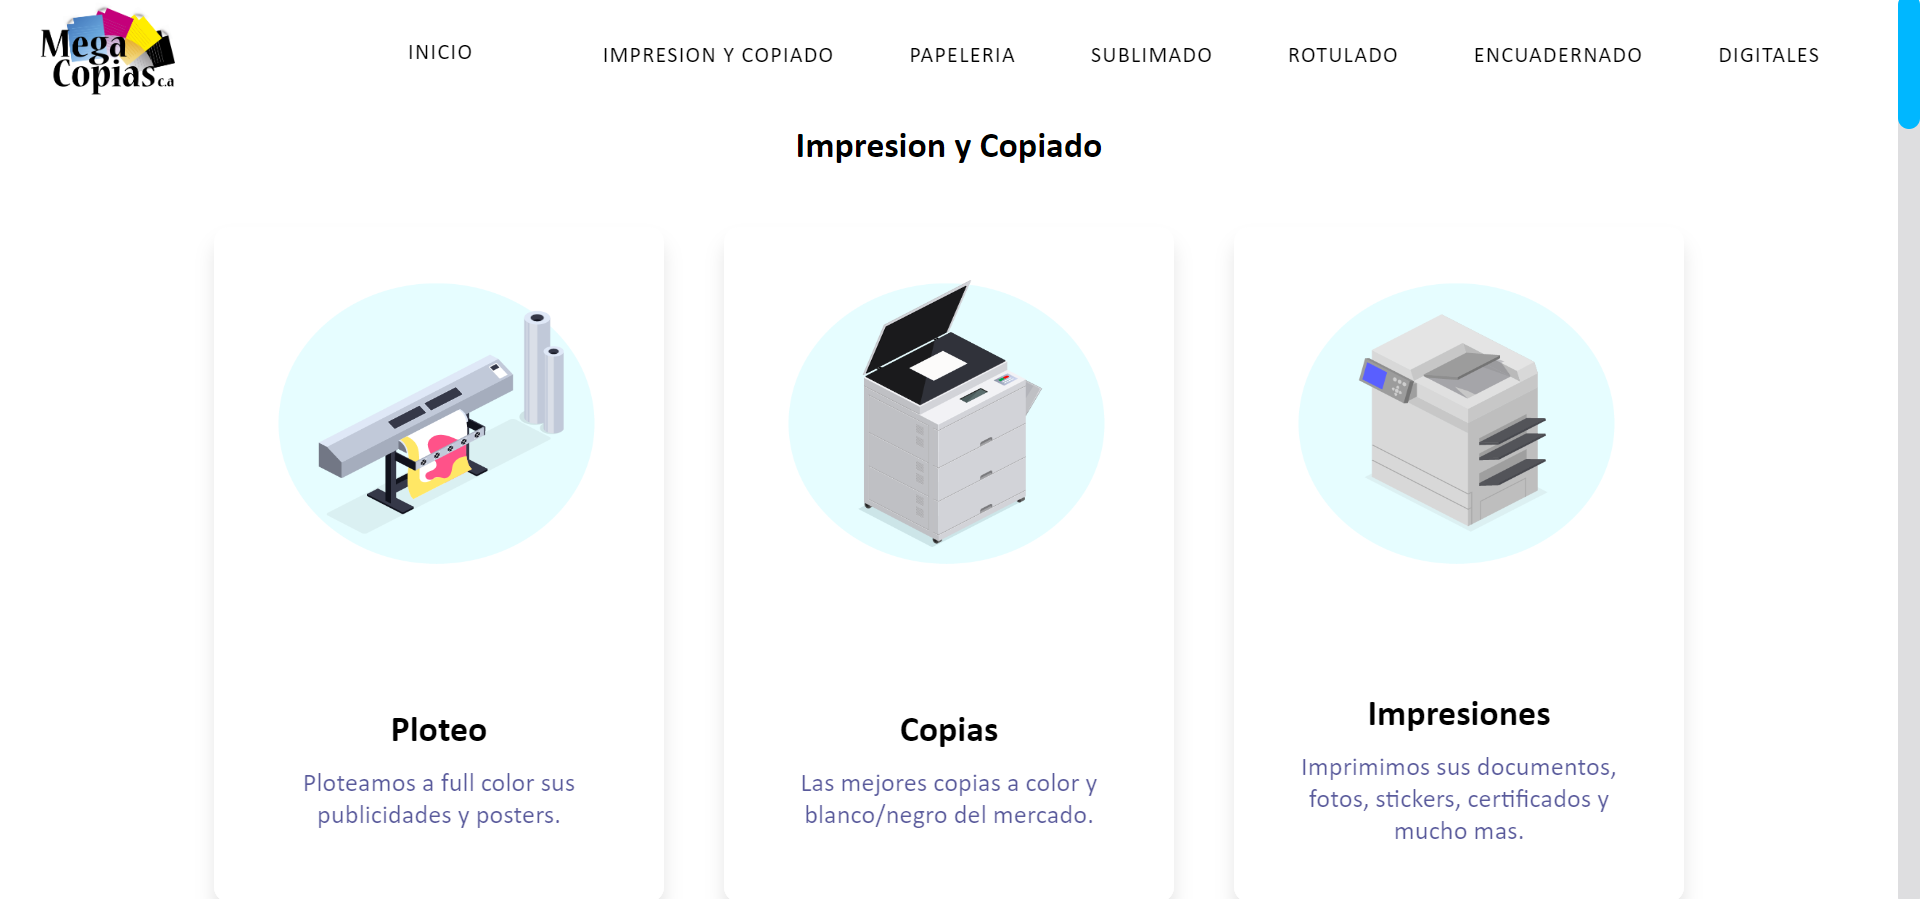 Mega
Copias c.a
INICIO
IMPRESION Y COPIADO
PAPELERIA
SUBLIMADO
ROTULADO
ENCUADERNADO
DIGITALES
Impresion y Copiado
Ploteo
Ploteamos a full color sus
publicidades y posters.
Copias
Las mejores copias a color y
blanco/negro del mercado.
Impresiones
Imprimimos sus documentos,
fotos, stickers, certificados y
mucho mas.